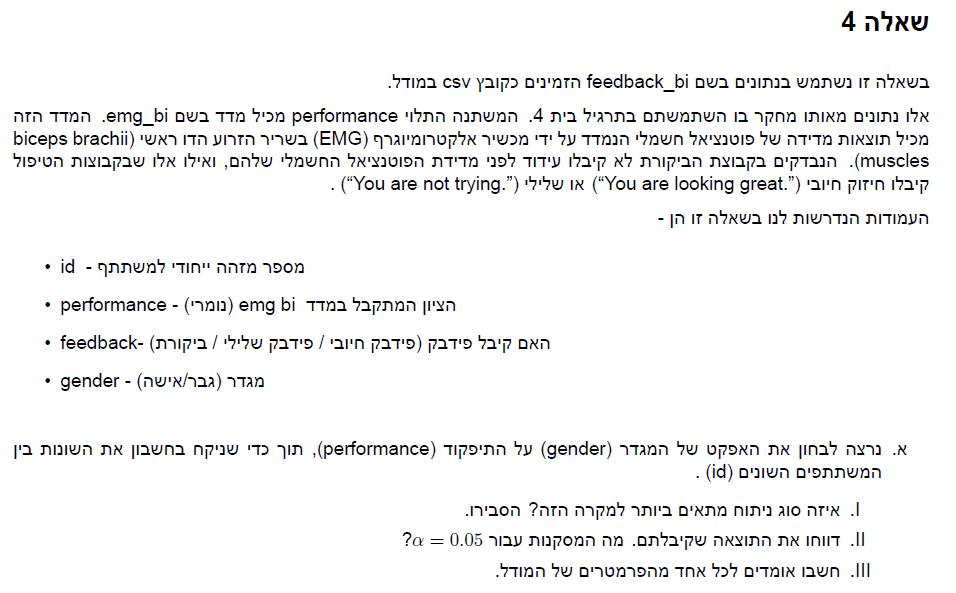 שאלה 4
בשאלה זו נשתמש בנתונים בשם feedback_bi הזמינים כקובץ csv במודל.
אלו נתונים מאותו מחקר בו השתמשתם בתרגיל בית 4. המשתנה התלוי performance מכיל מדד בשם emg_bi. המדד הזה
מכיל תוצאות מדידה של פוטנציאל חשמלי הנמדד על ידי מכשיר אלקטרומיוגרף (EMG) בשריר הזרוע הדו ראשי (biceps brachii
muscles). הנבדקים בקבוצת הביקורת לא קיבלו עידוד לפני מדידת הפוטנציאל החשמלי שלהם, ואילו אלו שבקבוצות הטיפול
קיבלו חיזוק חיובי (“You are looking great.”) או שלילי (“You are not trying.”) .
העמודות הנדרשות לנו בשאלה זו הן -
• id - מספר מזהה ייחודי למשתתף
• performance - (נומרי) emg bi הציון המתקבל במדד
• feedback- (פידבק חיובי / פידבק שלילי / ביקורת) האם קיבל פידבק
• gender - (גבר/אישה) מגדר
א. נרצה לבחון את האפקט של המגדר (gender) על התיפקוד (performance), תוך כדי שניקח בחשבון את השונות בין
המשתתפים השונים (id) .
I. איזה סוג ניתוח מתאים ביותר למקרה הזה? הסבירו.
II. דווחו את התוצאה שקיבלתם. מה המסקנות עבור α = 0.05?
III. חשבו אומדים לכל אחד מהפרמטרים של המודל.